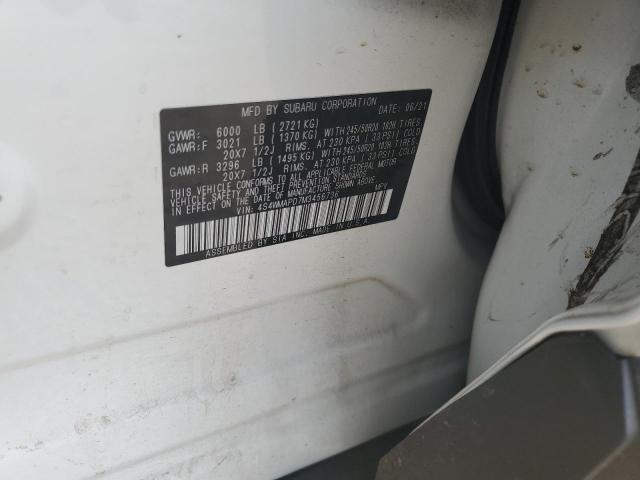 MFD BY SUBARU CORPORATION DATE: 06/21
GVWR: 6000 LB (2721 KG)
GAWR:F 3021 LB (1370 KG) WITH 245/50R20 102H TIRES,
20X7 1/2J RIMS, AT 230 KPA (33 PSI) COLD
GAWR:R 3296 LB (1495 KG) WITH 245/50R20 102H TIRES,
20X7 1/2J RIMS, AT 230 KPA (33 PSI) COLD
THIS VEHICLE CONFORMS TO ALL APPLICABLE FEDERAL MOTOR
VEHICLE SAFETY AND THEFT PREVENTION STANDARDS IN EFFECT
ON THE DATE OF MANUFACTURE SHOWN ABOVE.
VIN: 4S4WMAPD7M3456736 MPV
ASSEMBLED BY SIA INC. MADE IN U.S.A.